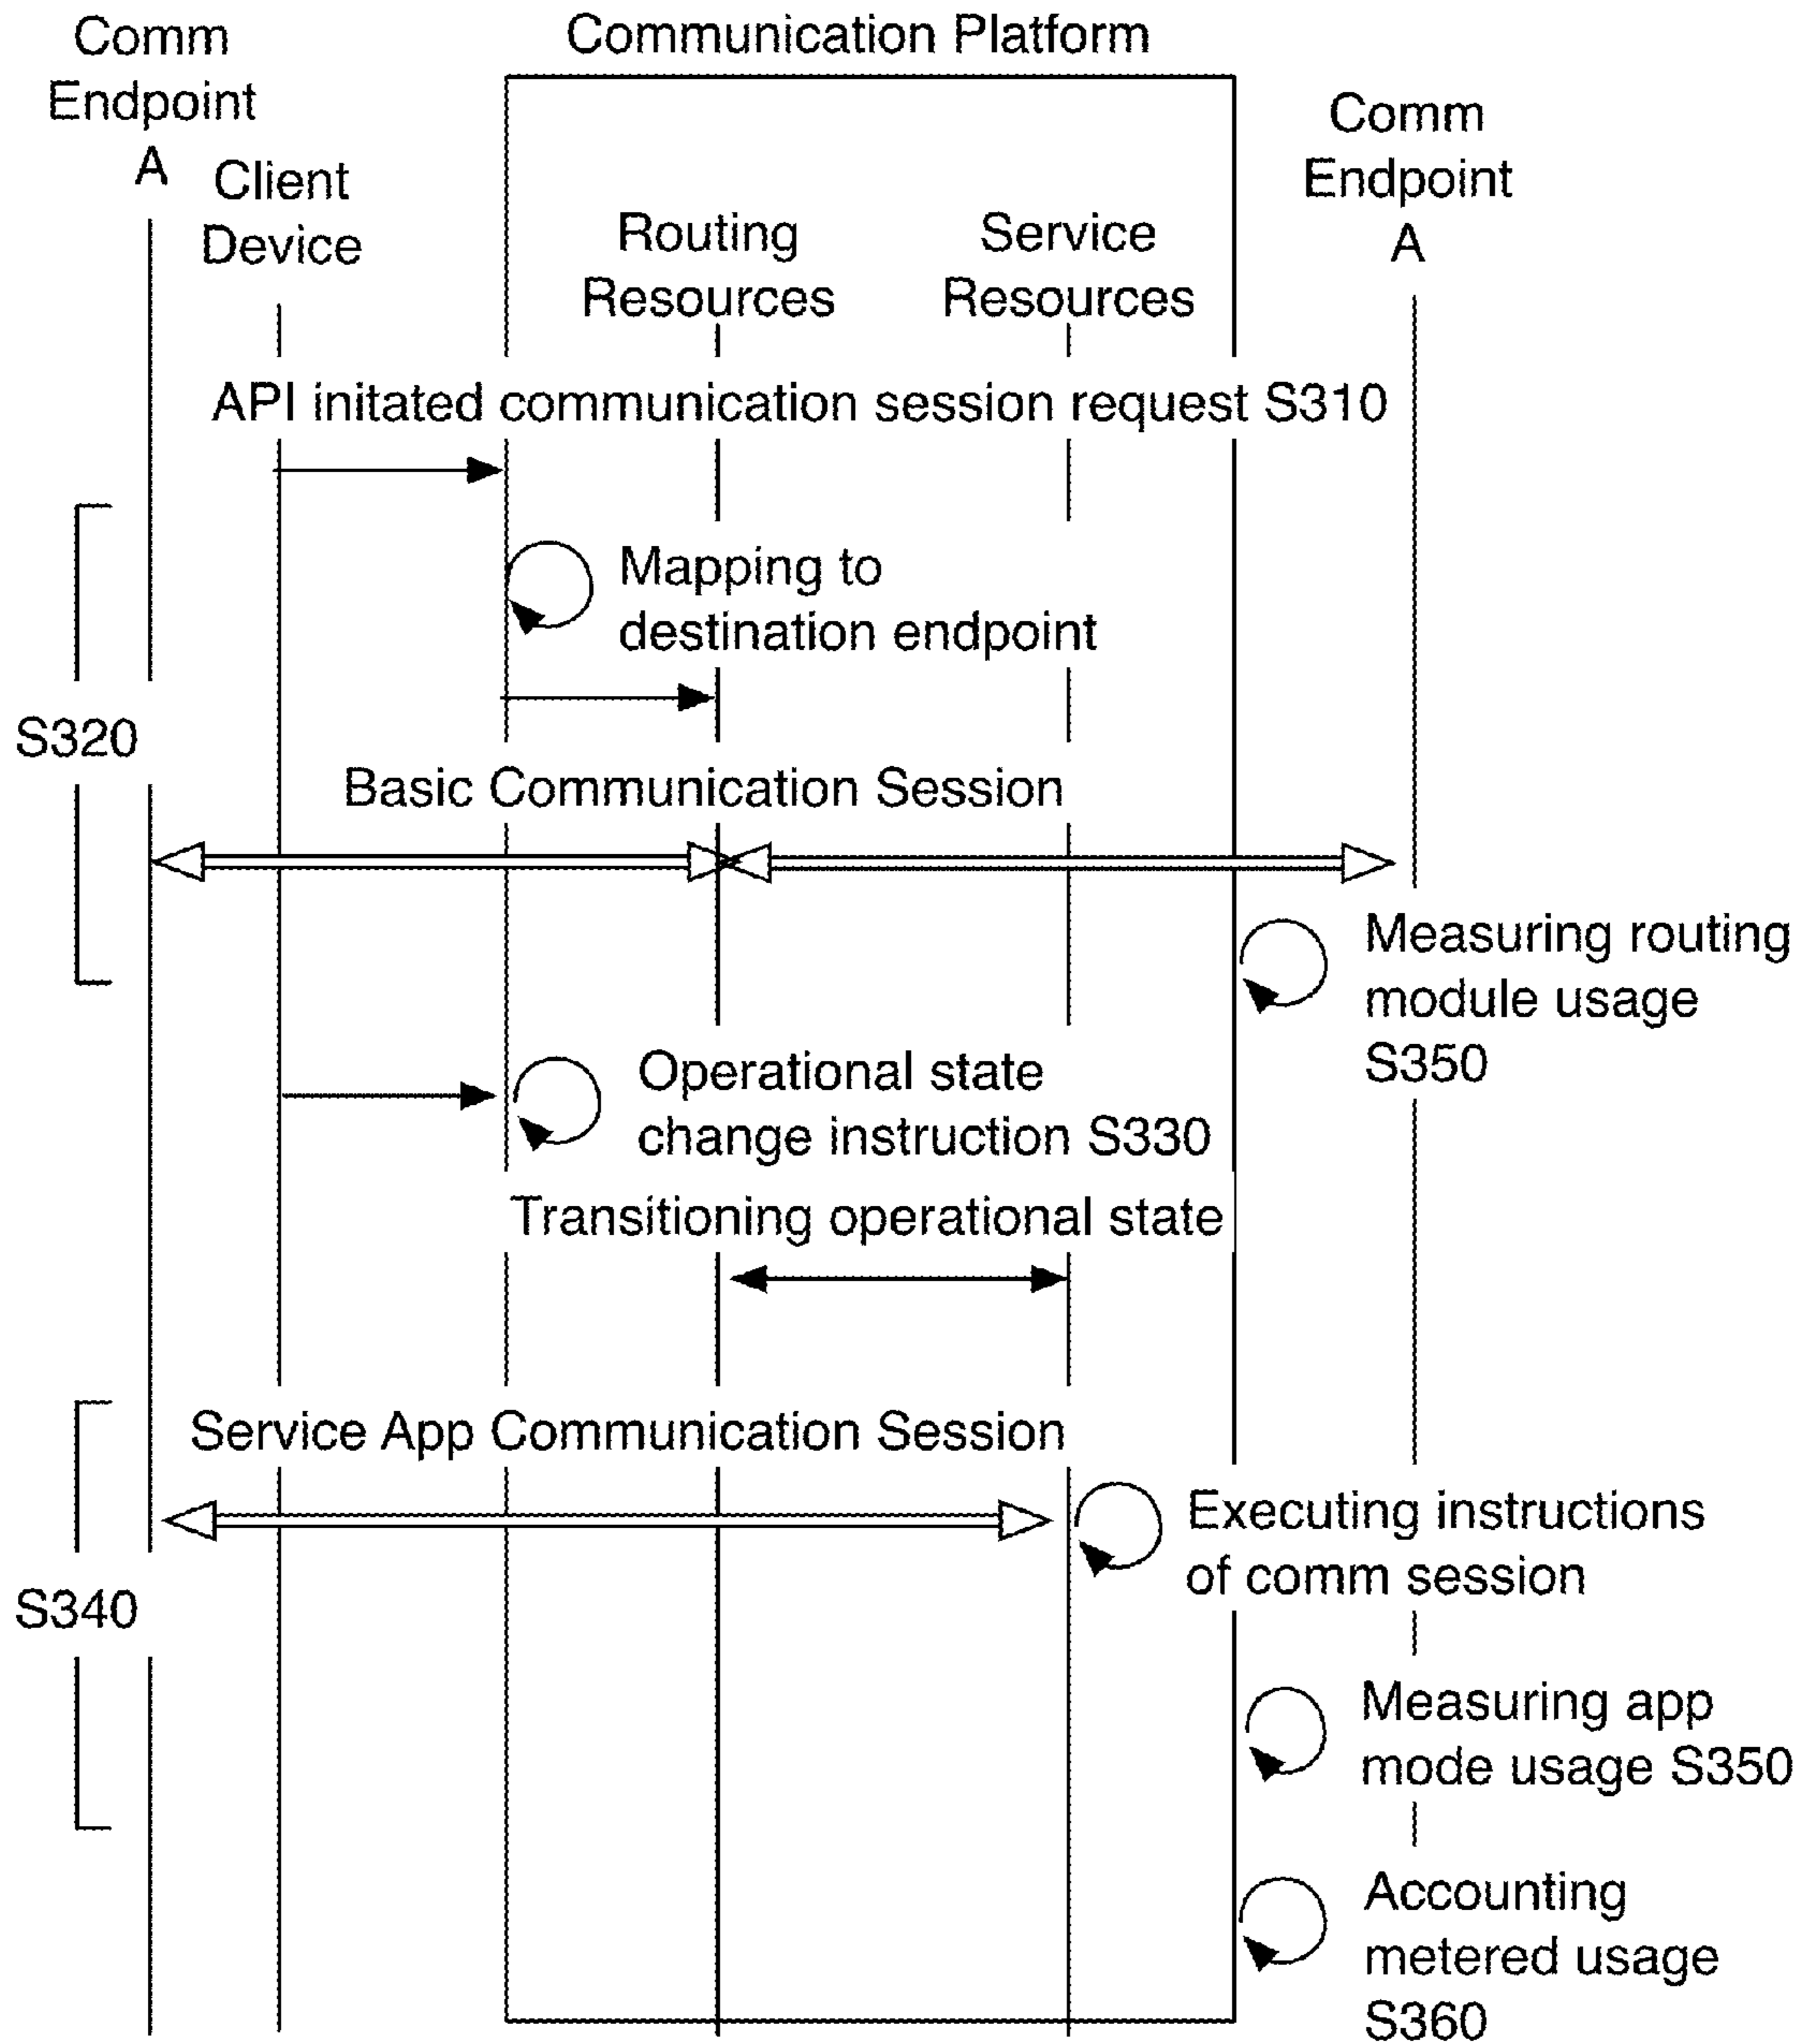 Comm
Endpoint
A
Client
Device
Communication Platform
Routing
Resources
Service
Resources
Comm
Endpoint
A
API initated communication session request S310
Mapping to
destination endpoint
S320
Basic Communication Session
Measuring routing
module usage
S350
Operational state
change instruction S330
Transitioning operational state
Service App Communication Session
Executing instructions
of comm session
S340
Measuring app
mode usage S350
Accounting
metered usage
S360